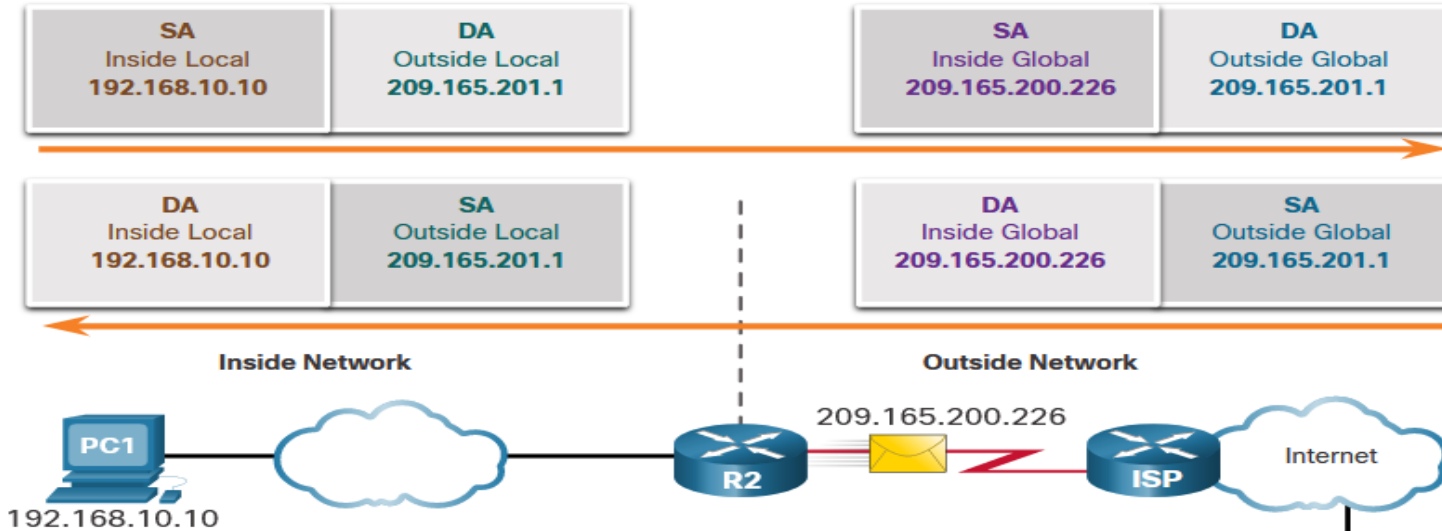 SA
Inside Local
192.168.10.10
DA
Outside Local
209.165.201.1
SA
Inside Global
209.165.200.226
DA
Outside Global
209.165.201.1
DA
Inside Local
192.168.10.10
SA
Outside Local
209.165.201.1
DA
Inside Global
209.165.200.226
SA
Outside Global
209.165.201.1
Inside Network
Outside Network
209.165.200.226
PC1
R2
ISP
Internet
192.168.10.10